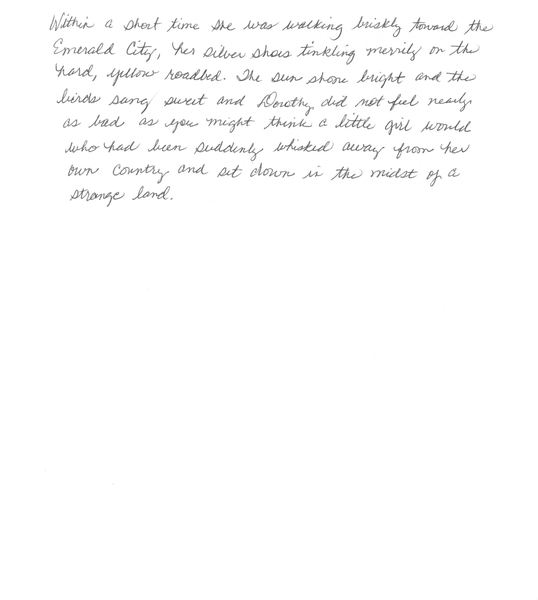 Within a short time she was walking briskly toward the
Emerald City, her silver shoes tinkling merrily on the
hard, yellow roadbed. The sun shone bright and the
birds sang sweet and Dorothy did not feel nearly
as bad as you might think a little girl would
who had been suddenly whisked away from her
own country and set down in the midst of a
strange land.